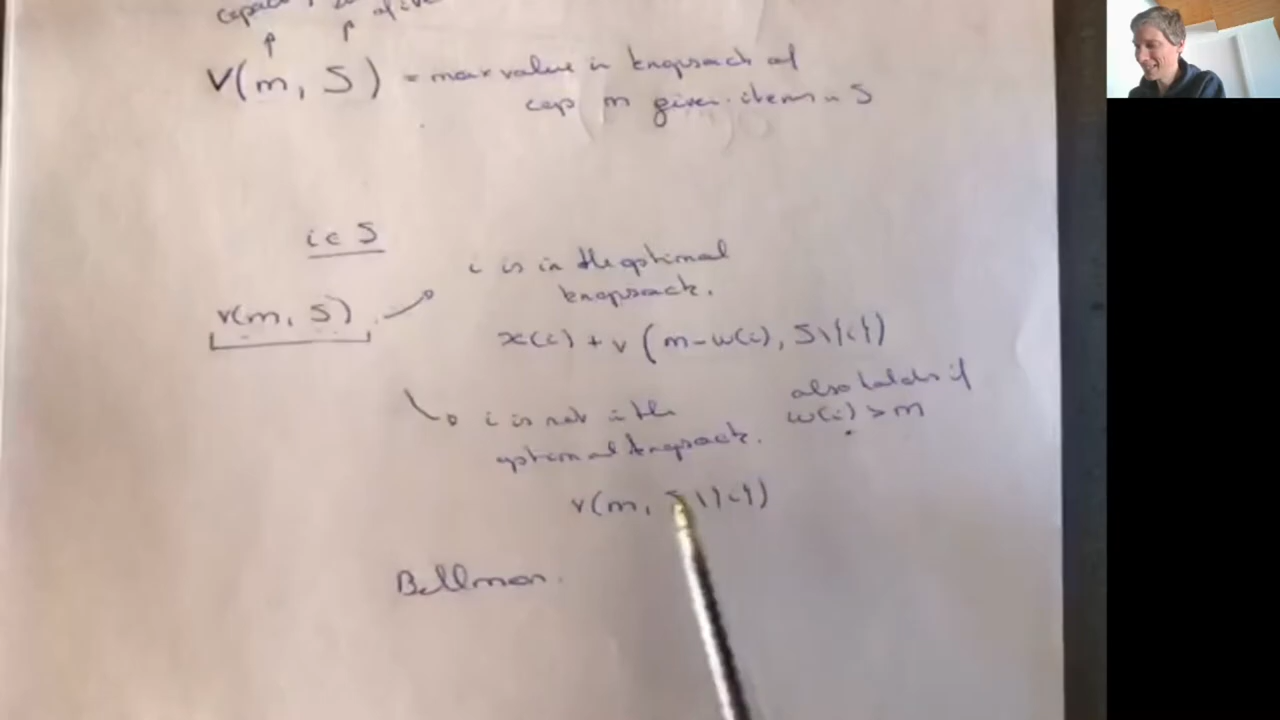 V(m, S) = max value in knapsack of
cap m given items in S
i ∈ S
v(m, S)
i is in the optimal
knapsack.
x(i) + v(m-w(i), S\{i})
also holds if
w(i) > m
i is not in the
optimal knapsack.
v(m, S\{i})
Bellman.